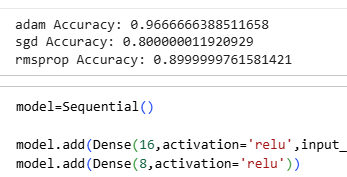 adam Accuracy: 0.9666666388511658
sgd Accuracy: 0.800000011920929
rmsprop Accuracy: 0.8999999761581421
model=Sequential()
model.add(Dense(16,activation='relu',input_
model.add(Dense(8,activation='relu'))